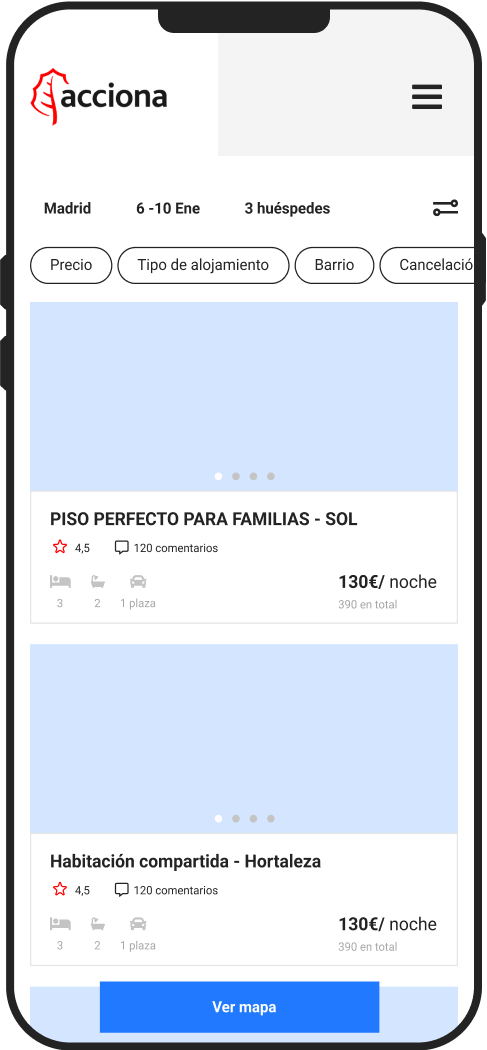 acciona
Madrid 6 -10 Ene 3 huéspedes
Precio Tipo de alojamiento Barrio Cancelació
PISO PERFECTO PARA FAMILIAS - SOL
4,5 120 comentarios
130€/ noche
3 2 1 plaza 390 en total
Habitación compartida - Hortaleza
4,5 120 comentarios
130€/ noche
3 2 1 plaza 390 en total
Ver mapa